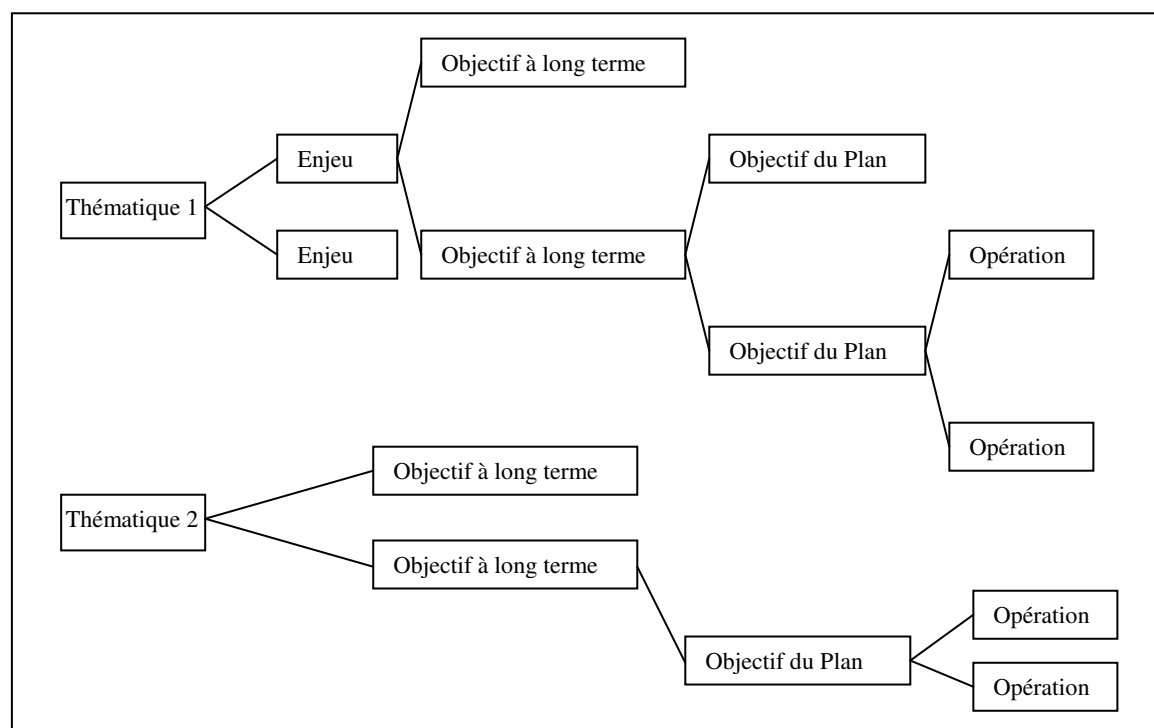 Objectif à long terme
Enjeu
Objectif du Plan
Thématique 1
Enjeu
Objectif à long terme
Opération
Objectif du Plan
Opération
Objectif à long terme
Thématique 2
Objectif à long terme
Opération
Objectif du Plan
Opération